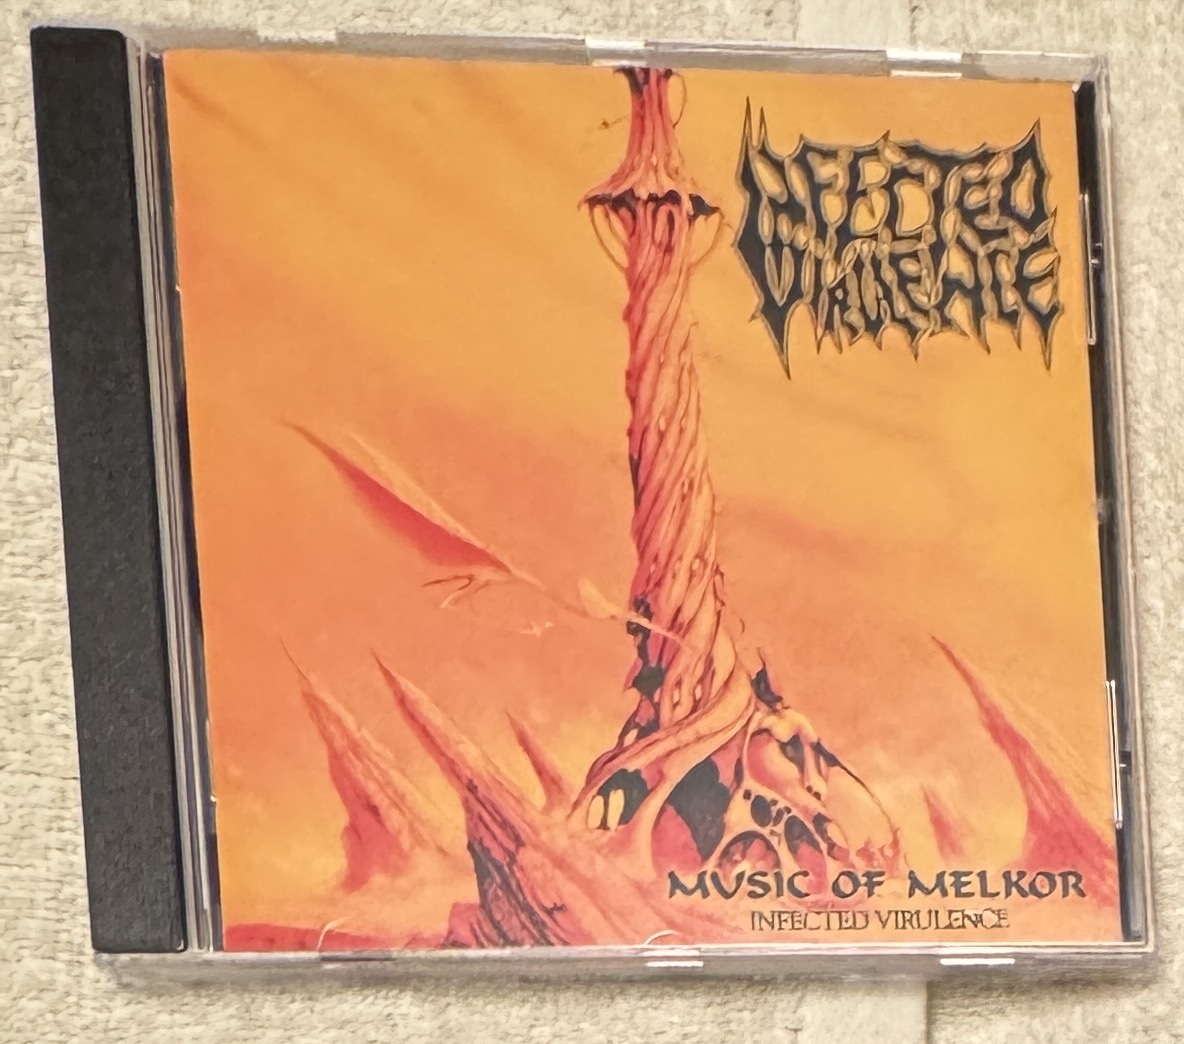 INFECTED
VIRULENCE
MUSIC OF MELKOR
INFECTED VIRULENCE